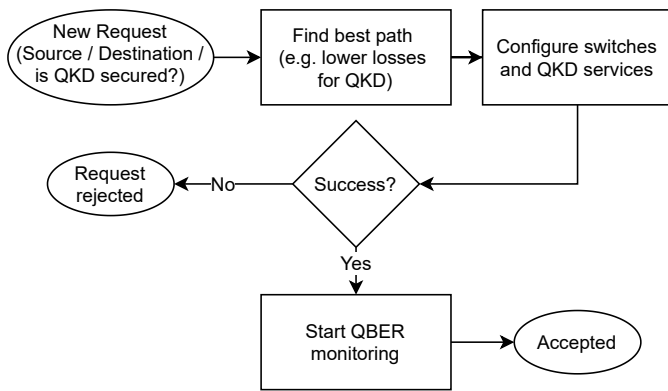 New Request
(Source / Destination /
is QKD secured?)
Find best path
(e.g. lower losses
for QKD)
Configure switches
and QKD services
Request
rejected
No
Success?
Yes
Start QBER
monitoring
Accepted